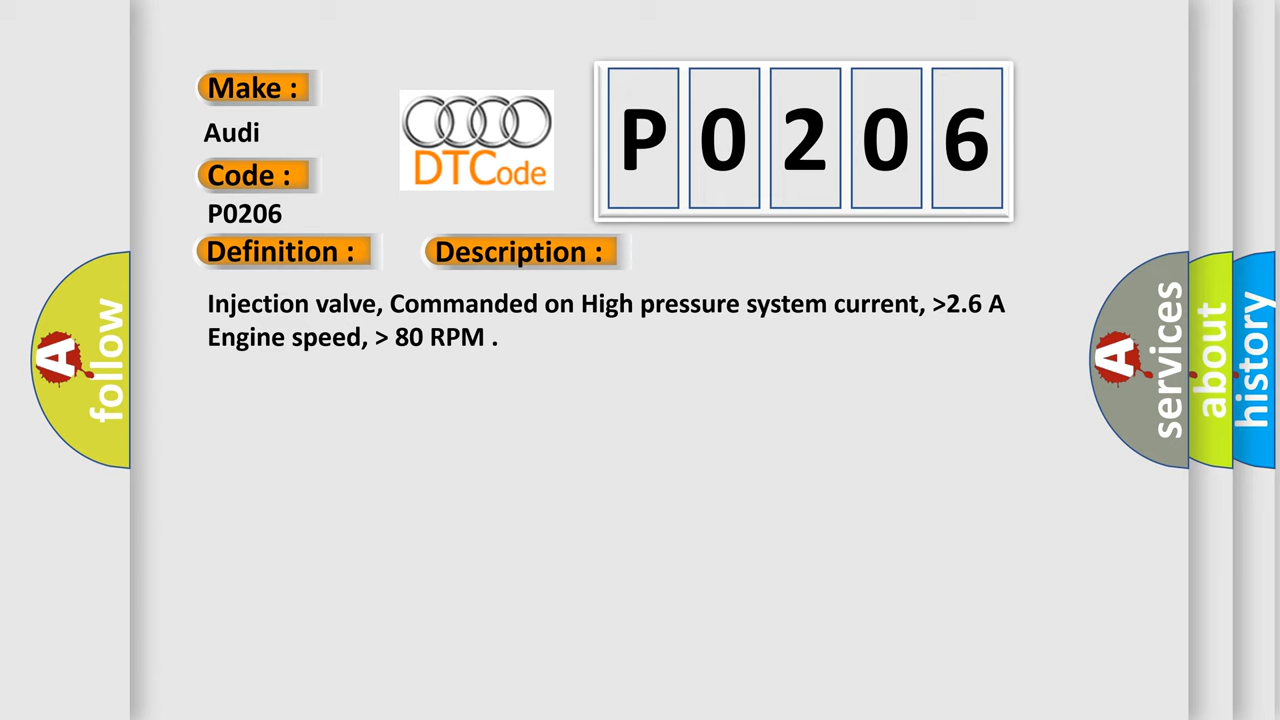 Make :
Audi
Code :
P0206
DTCode
P0206
Definition :
Description :
Injection valve, Commanded on High pressure system current, >2.6 A
Engine speed, > 80 RPM .
A
follow
A
services
about
history